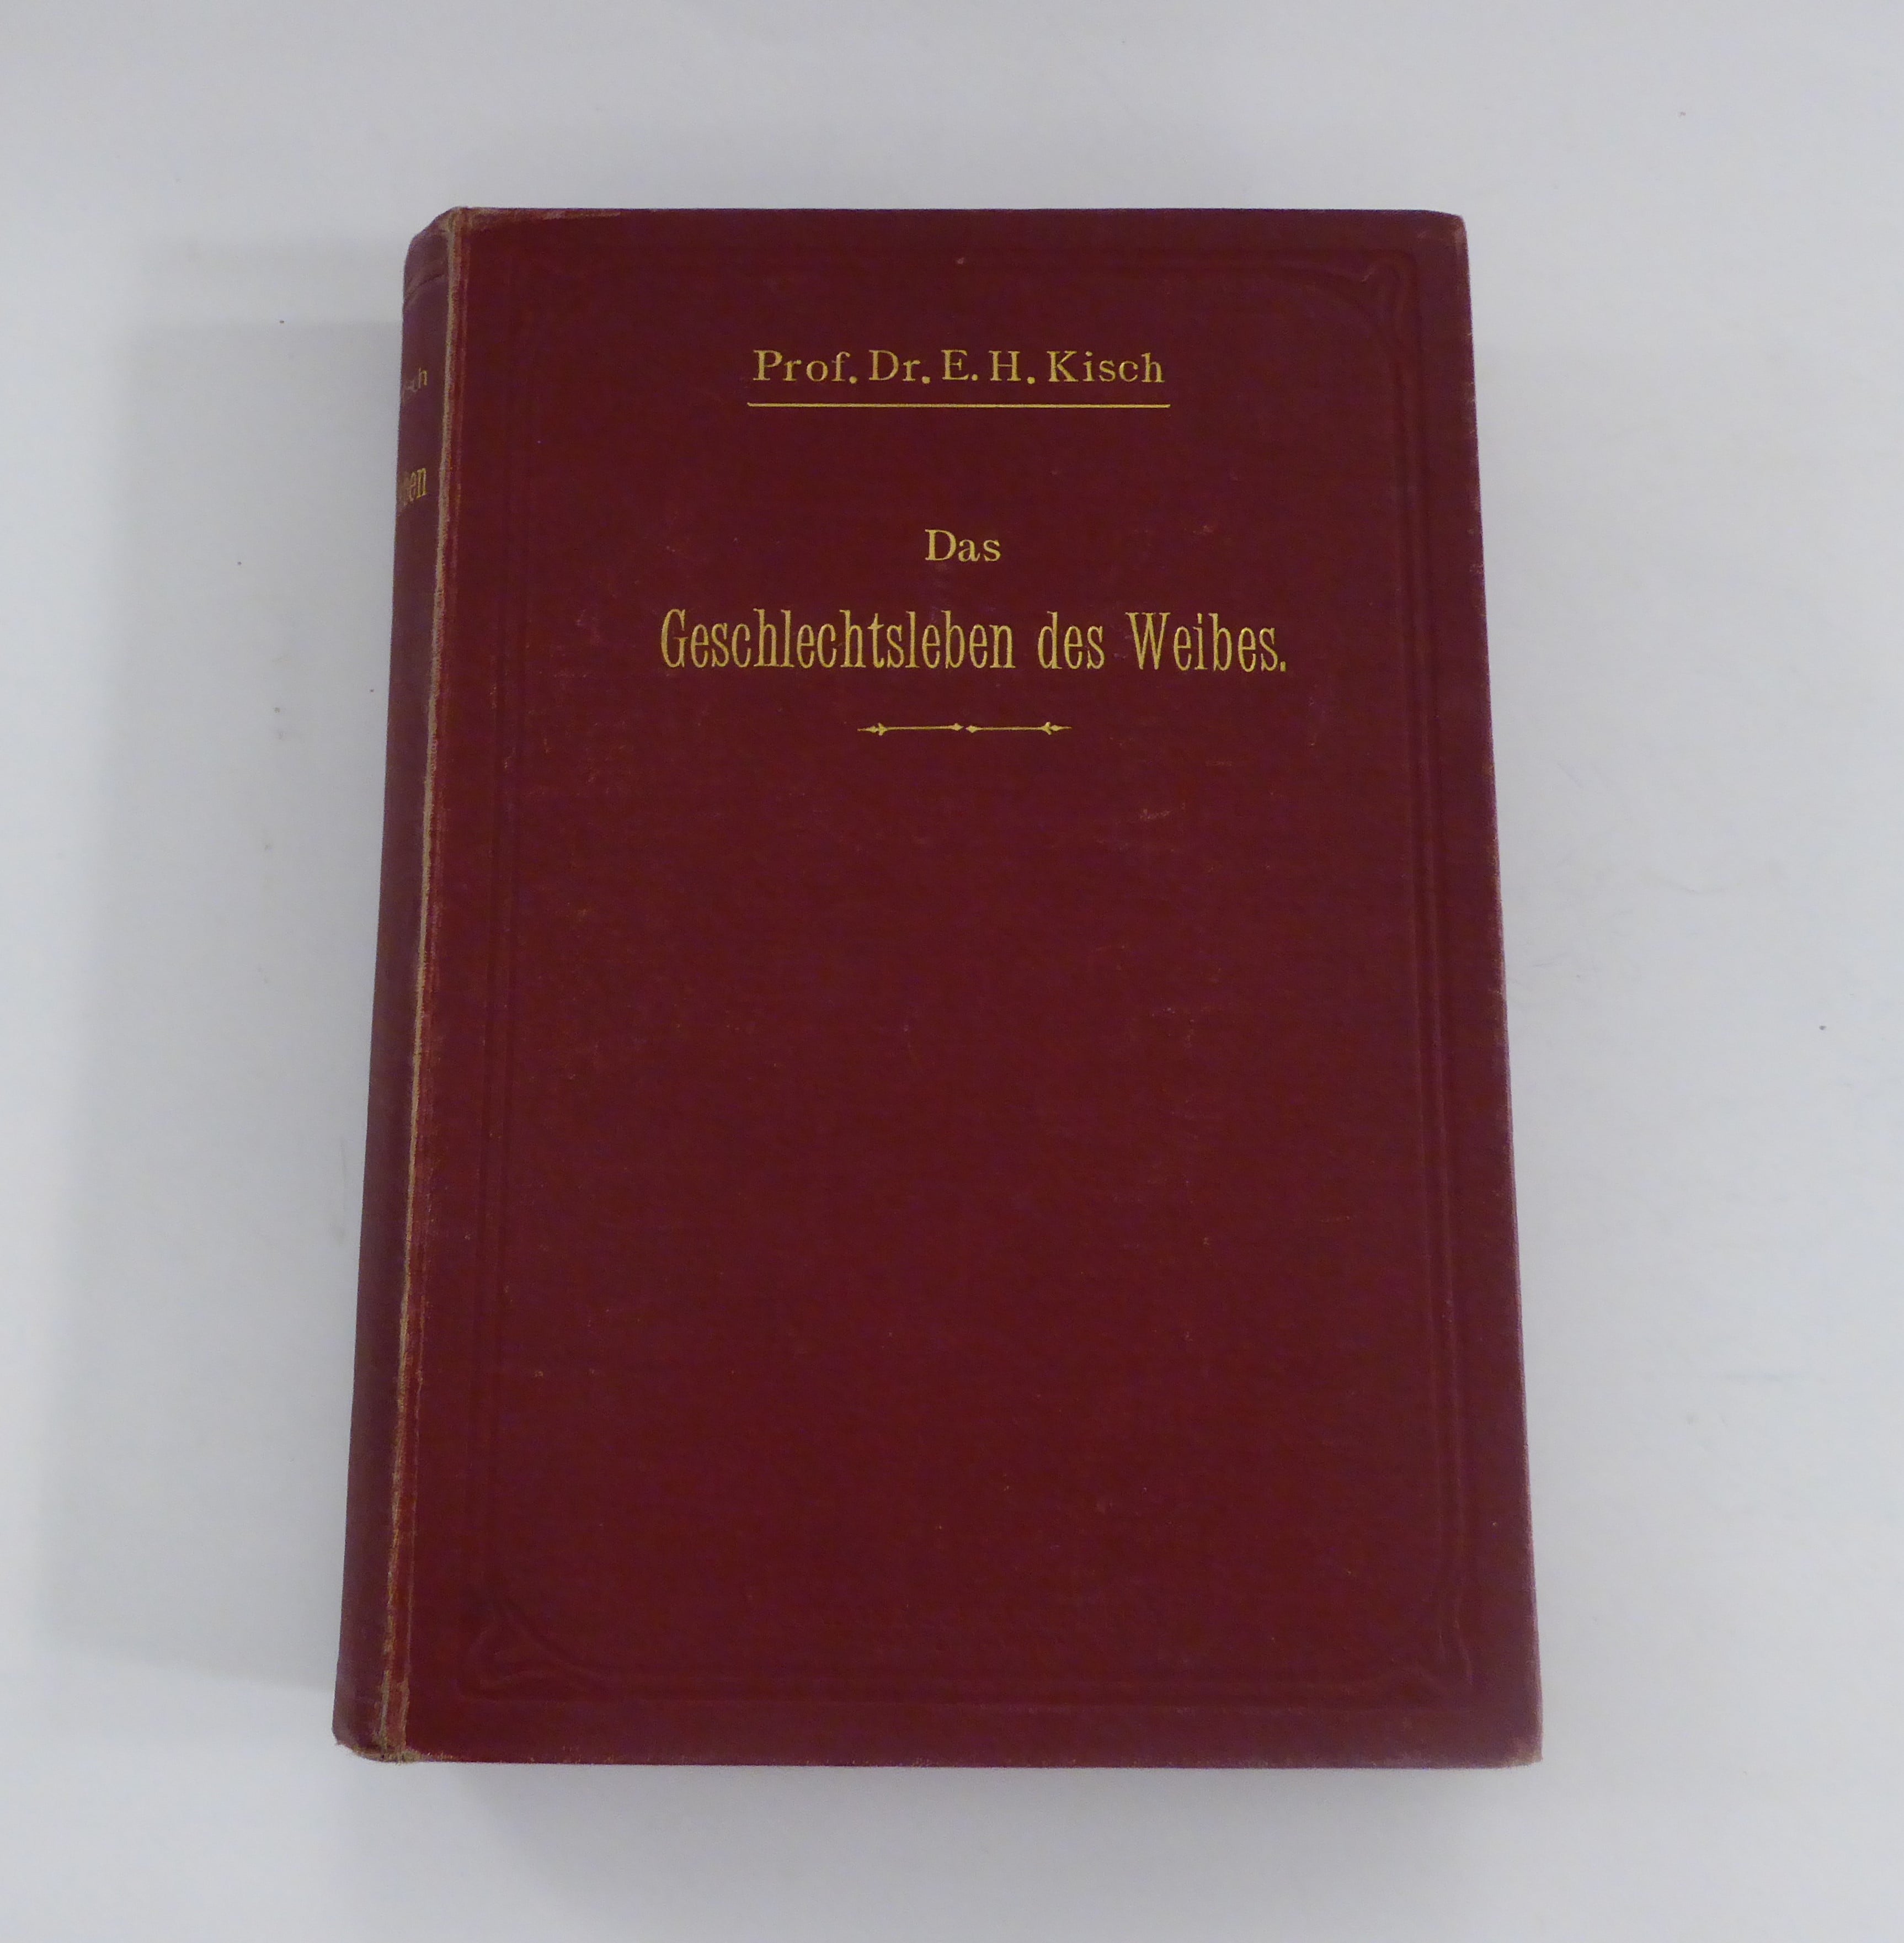 Prof. Dr. E. H. Kisch
Das
Geschlechtsleben des Weibes.